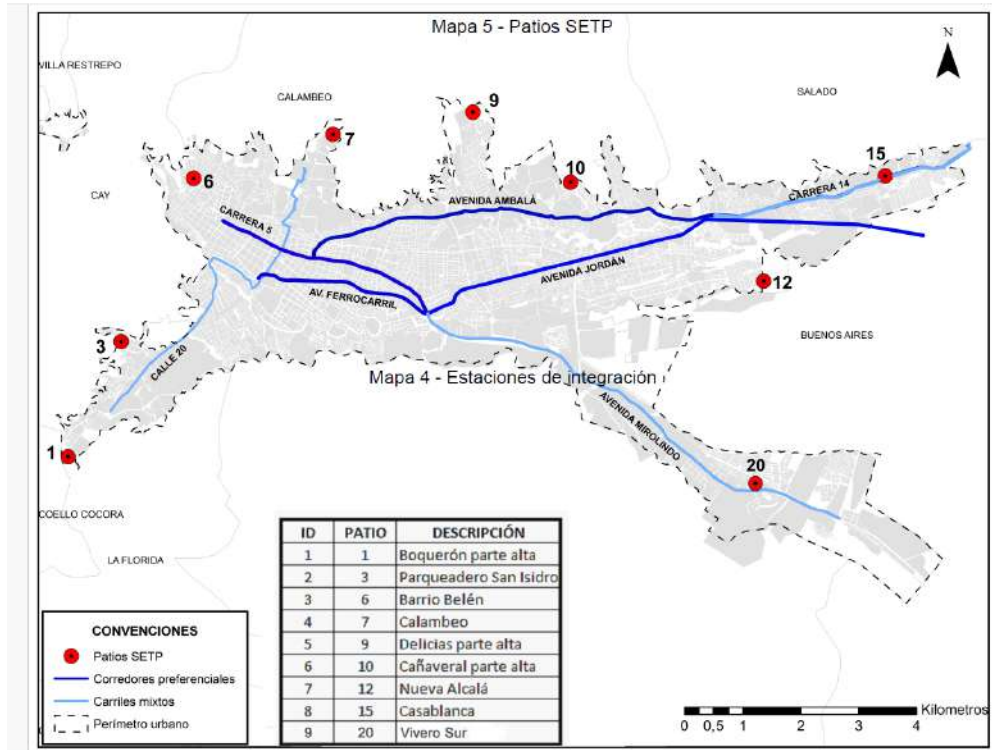 Mapa 5 - Patios SETP
N
VILLA RESTREPO
CALAMBEO
SALADO
9
7
15
10
6
CAY
CARRERA 14
AVENIDA AMBALÁ
CARRERA 5
AVENIDA JORDÁN
12
AV. FERROCARRIL
BUENOS AIRES
3
CALLE 20
Mapa 4 - Estaciones de integración
AVENIDA MIROLINDO
1
20
COELLO COCORA
LA FLORIDA
ID PATIO DESCRIPCIÓN
1 1 Boquerón parte alta
2 3 Parqueadero San Isidro
3 6 Barrio Belén
4 7 Calambeo
5 9 Delicias parte alta
6 10 Cañaveral parte alta
7 12 Nueva Alcalá
8 15 Casablanca
9 20 Vivero Sur
CONVENCIONES
Patios SETP
Corredores preferenciales
Carriles mixtos
Perímetro urbano
Kilometros
0 0,5 1 2 3 4